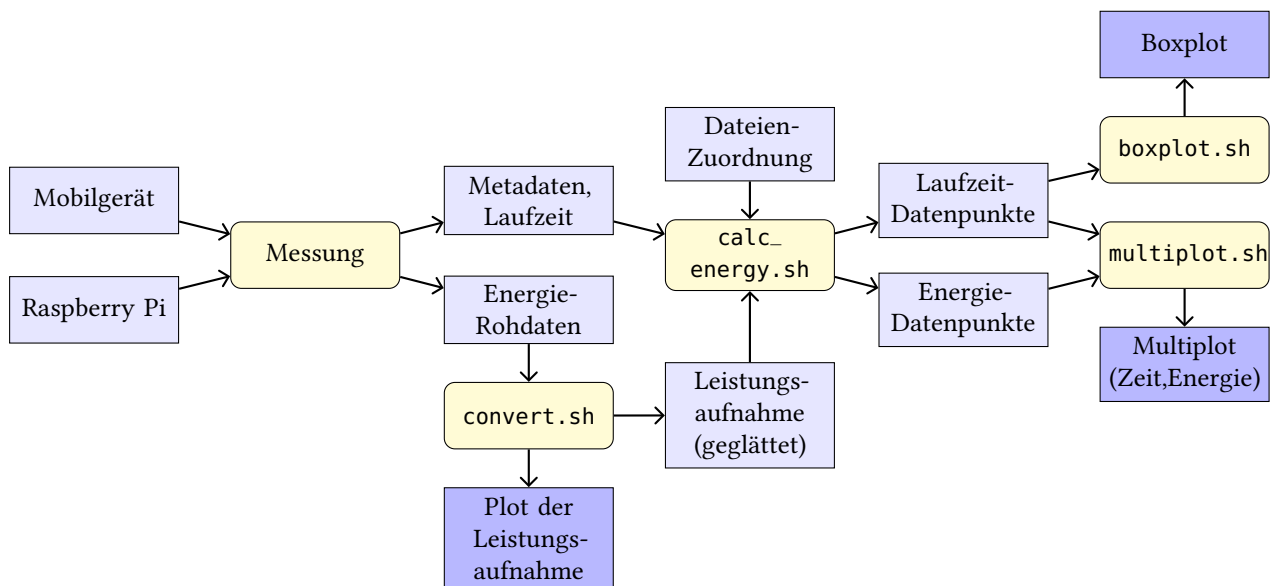 Mobilgerät
Raspberry Pi
Messung
Metadaten,
Laufzeit
Energie-
Rohdaten
convert.sh
Plot der
Leistungs-
aufnahme
Dateien-
Zuordnung
calc_
energy.sh
Leistungs-
aufnahme
(geglättet)
Laufzeit-
Datenpunkte
Energie-
Datenpunkte
Boxplot
boxplot.sh
multiplot.sh
Multiplot
(Zeit,Energie)